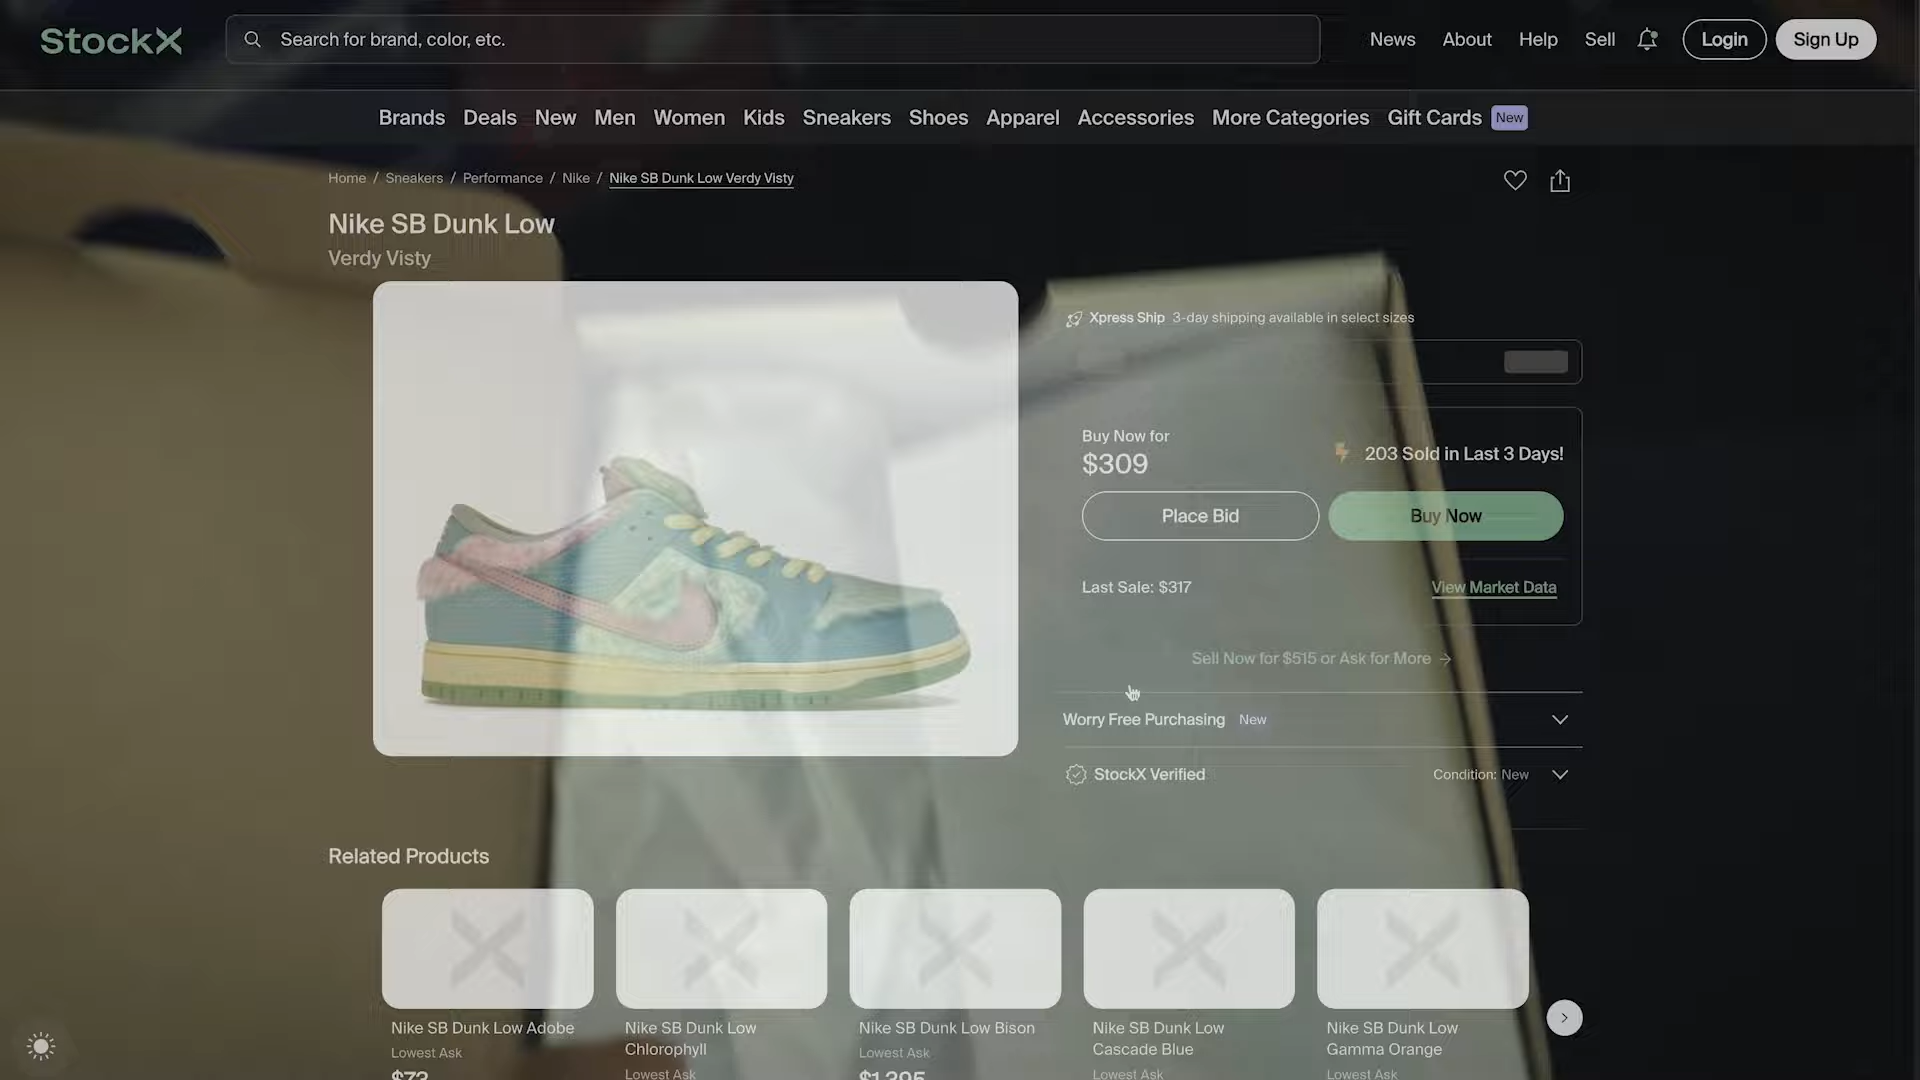 StockX
Search for brand, color, etc.
News About Help Sell Login Sign Up
Brands Deals New Men Women Kids Sneakers Shoes Apparel Accessories More Categories Gift Cards New
Home / Sneakers / Performance / Nike / Nike SB Dunk Low Verdy Visty
Nike SB Dunk Low
Verdy Visty
Xpress Ship 3-day shipping available in select sizes
Buy Now for
$309
203 Sold in Last 3 Days!
Place Bid
Buy Now
Last Sale: $317
View Market Data
Sell Now for $515 or Ask for More →
Worry Free Purchasing New
StockX Verified
Condition: New
Related Products
Nike SB Dunk Low Adobe
Lowest Ask
$73
Nike SB Dunk Low
Chlorophyll
Lowest Ask
Nike SB Dunk Low Bison
Lowest Ask
$1,395
Nike SB Dunk Low
Cascade Blue
Lowest Ask
Nike SB Dunk Low
Gamma Orange
Lowest Ask